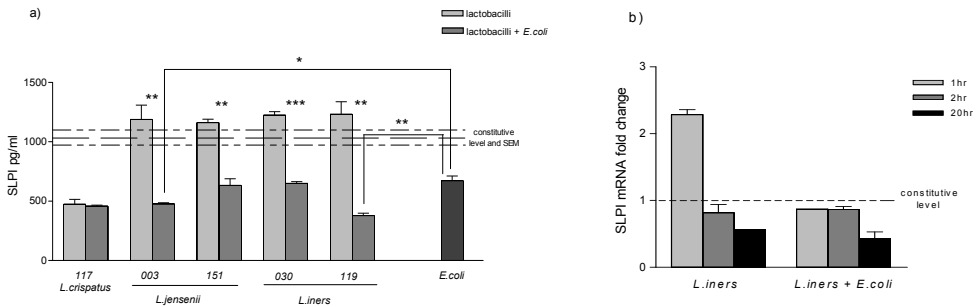 a)
lactobacilli
lactobacilli + E.coli
*
**
**
***
**
**
1500
1000
500
0
SLPI pg/ml
constitutive
level and SEM
117
003
151
030
119
E.coli
L.crispatus
L.jensenii
L.iners
b)
1hr
2hr
20hr
3
2
1
0
SLPI mRNA fold change
constitutive
level
L.iners
L.iners + E.coli